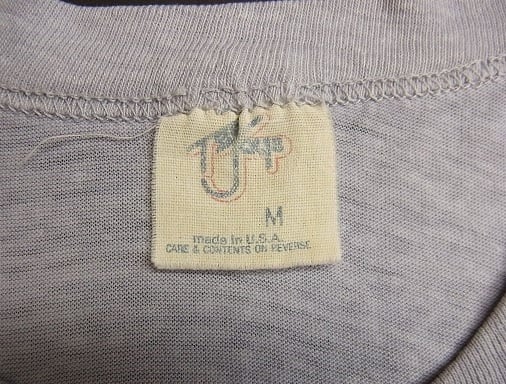 M
made in U.S.A.
CARE & CONTENTS ON REVERSE